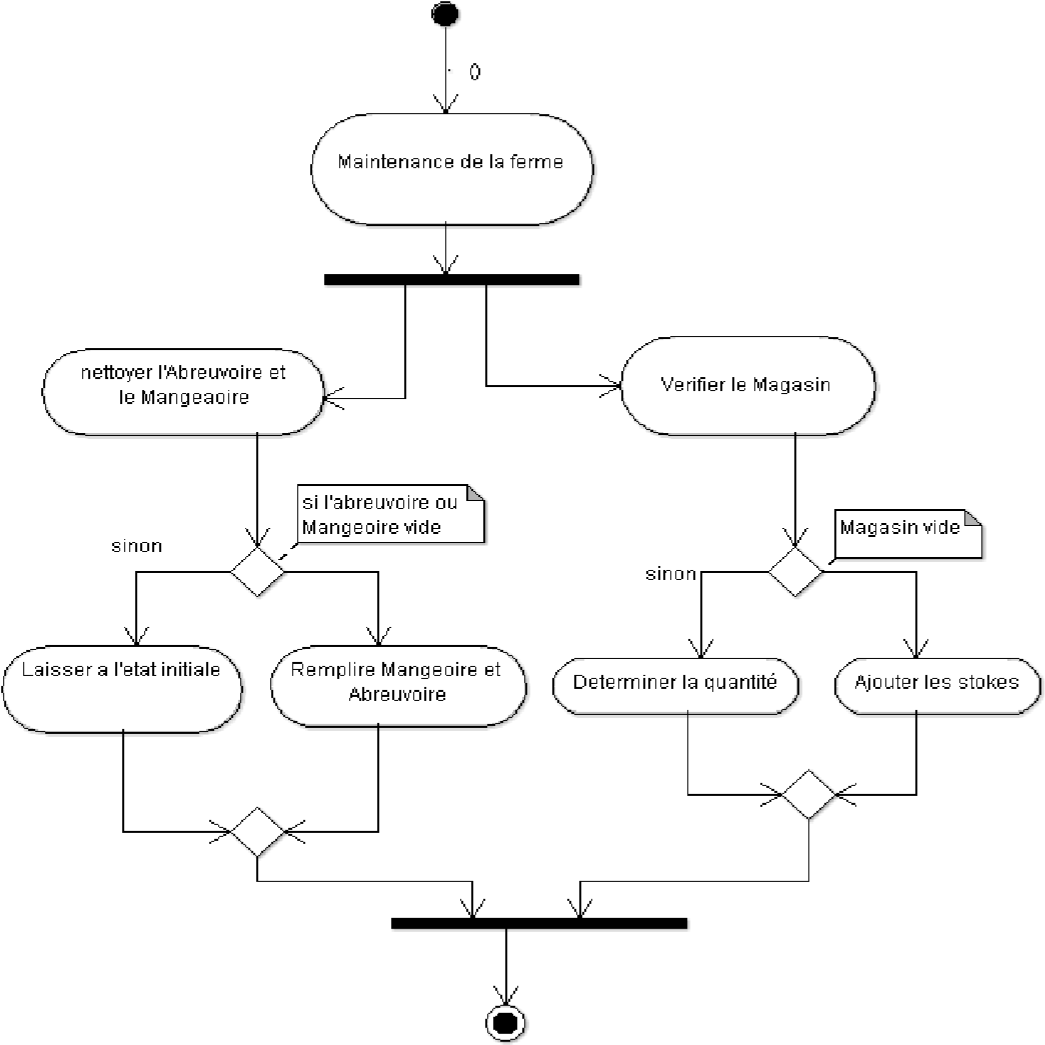 0
Maintenance de la ferme
nettoyer l'Abreuvoire et
le Mangeaoire
Verifier le Magasin
si l'abreuvoire ou
Mangeoire vide
sinon
Magasin vide
sinon
Laisser a l'etat initiale
Remplire Mangeoire et
Abreuvoire
Determiner la quantité
Ajouter les stokes